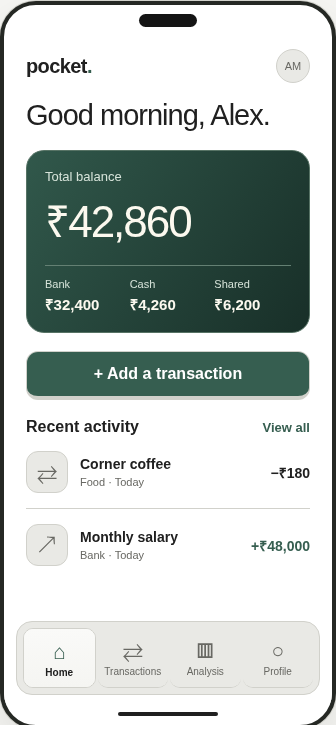 pocket.
AM
Good morning, Alex.
Total balance
₹42,860
Bank Cash Shared
₹32,400 ₹4,260 ₹6,200
+ Add a transaction
Recent activity View all
Corner coffee
Food · Today
−₹180
Monthly salary
Bank · Today
+₹48,000
Home Transactions Analysis Profile